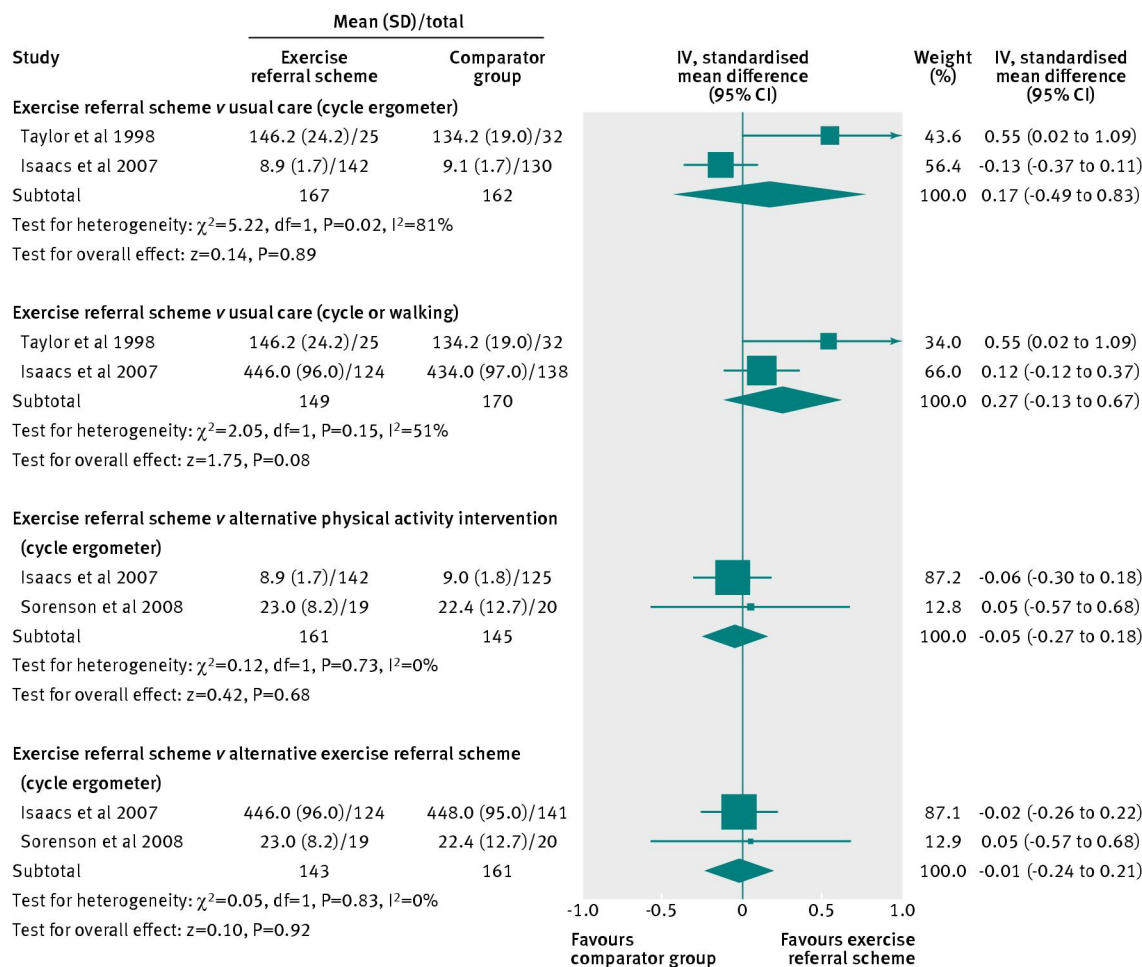 Mean (SD)/total
Study Exercise referral scheme Comparator group IV, standardised mean difference (95% CI) Weight (%) IV, standardised mean difference (95% CI)
Exercise referral scheme v usual care (cycle ergometer)
Taylor et al 1998 146.2 (24.2)/25 134.2 (19.0)/32 43.6 0.55 (0.02 to 1.09)
Isaacs et al 2007 8.9 (1.7)/142 9.1 (1.7)/130 56.4 -0.13 (-0.37 to 0.11)
Subtotal 167 162 100.0 0.17 (-0.49 to 0.83)
Test for heterogeneity: χ²=5.22, df=1, P=0.02, I²=81%
Test for overall effect: z=0.14, P=0.89
Exercise referral scheme v usual care (cycle or walking)
Taylor et al 1998 146.2 (24.2)/25 134.2 (19.0)/32 34.0 0.55 (0.02 to 1.09)
Isaacs et al 2007 446.0 (96.0)/124 434.0 (97.0)/138 66.0 0.12 (-0.12 to 0.37)
Subtotal 149 170 100.0 0.27 (-0.13 to 0.67)
Test for heterogeneity: χ²=2.05, df=1, P=0.15, I²=51%
Test for overall effect: z=1.75, P=0.08
Exercise referral scheme v alternative physical activity intervention
(cycle ergometer)
Isaacs et al 2007 8.9 (1.7)/142 9.0 (1.8)/125 87.2 -0.06 (-0.30 to 0.18)
Sorenson et al 2008 23.0 (8.2)/19 22.4 (12.7)/20 12.8 0.05 (-0.57 to 0.68)
Subtotal 161 145 100.0 -0.05 (-0.27 to 0.18)
Test for heterogeneity: χ²=0.12, df=1, P=0.73, I²=0%
Test for overall effect: z=0.42, P=0.68
Exercise referral scheme v alternative exercise referral scheme
(cycle ergometer)
Isaacs et al 2007 446.0 (96.0)/124 448.0 (95.0)/141 87.1 -0.02 (-0.26 to 0.22)
Sorenson et al 2008 23.0 (8.2)/19 22.4 (12.7)/20 12.9 0.05 (-0.57 to 0.68)
Subtotal 143 161 100.0 -0.01 (-0.24 to 0.21)
Test for heterogeneity: χ²=0.05, df=1, P=0.83, I²=0%
Test for overall effect: z=0.10, P=0.92
-1.0 -0.5 0 0.5 1.0
Favours comparator group Favours exercise referral scheme